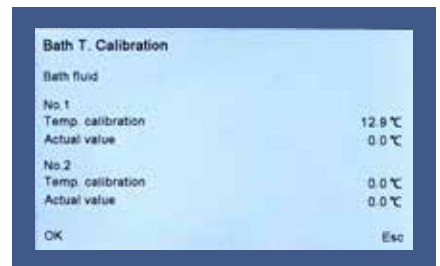 Bath T. Calibration
Bath fluid
No.1
Temp. calibration 12.9 ℃
Actual value 0.0 ℃
No.2
Temp. calibration 0.0 ℃
Actual value 0.0 ℃
OK Esc